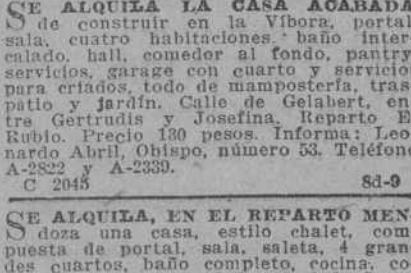 SE ALQUILA LA CASA ACABADA
de construir en la Víbora, portal
sala, cuatro habitaciones. baño inter
calado. hall, comedor al fondo, pantry
servicios, garage con cuarto y servicio
para criados, todo de mampostería, tras
patio y jardín. Calle de Gelabert, en
tre Gertrudis y Josefina. Reparto E
Rubio. Precio 130 pesos. Informa: Leo
nardo Abril, Obispo, número 53. Teléfono
A-2822 y A-2339.
C 2045 8d-9
SE ALQUILA, EN EL REPARTO MEN
doza una casa, estilo chalet, com
puesta de portal, sala, saleta, 4 gran
des cuartos, baño completo, cocina, co